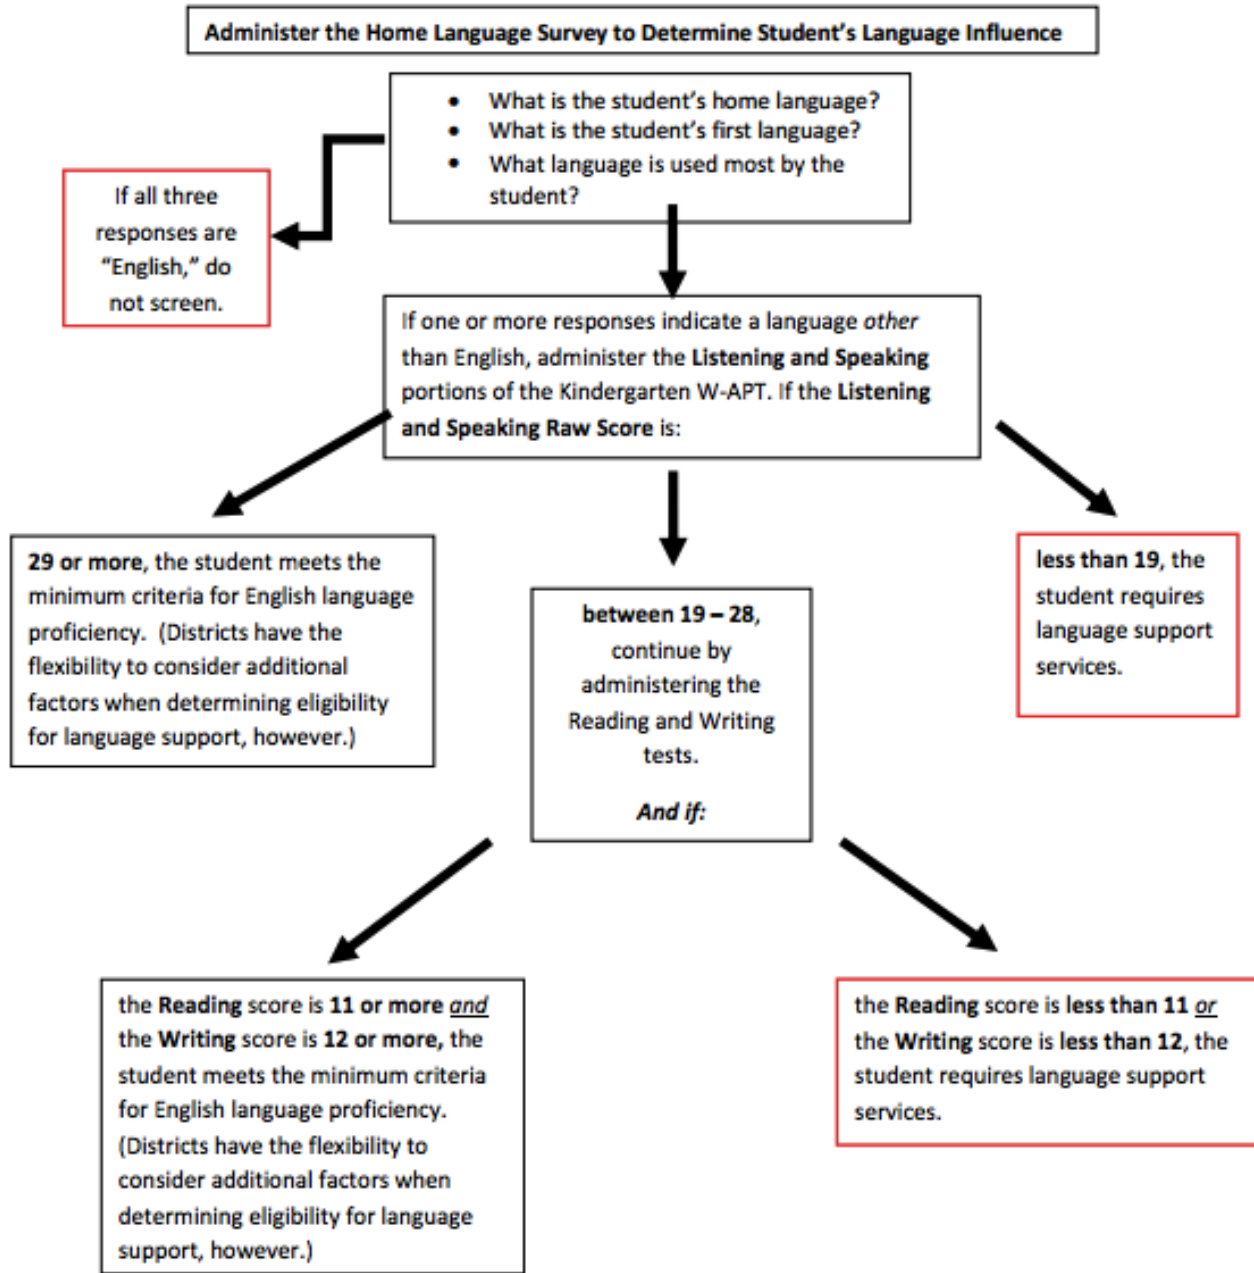 Administer the Home Language Survey to Determine Student's Language Influence
• What is the student's home language?
• What is the student's first language?
• What language is used most by the
student?
If all three
responses are
“English,” do
not screen.
If one or more responses indicate a language other
than English, administer the Listening and Speaking
portions of the Kindergarten W-APT. If the Listening
and Speaking Raw Score is:
29 or more, the student meets the
minimum criteria for English language
proficiency. (Districts have the
flexibility to consider additional
factors when determining eligibility
for language support, however.)
between 19 – 28,
continue by
administering the
Reading and Writing
tests.
And if:
less than 19, the
student requires
language support
services.
the Reading score is 11 or more and
the Writing score is 12 or more, the
student meets the minimum criteria
for English language proficiency.
(Districts have the flexibility to
consider additional factors when
determining eligibility for language
support, however.)
the Reading score is less than 11 or
the Writing score is less than 12, the
student requires language support
services.